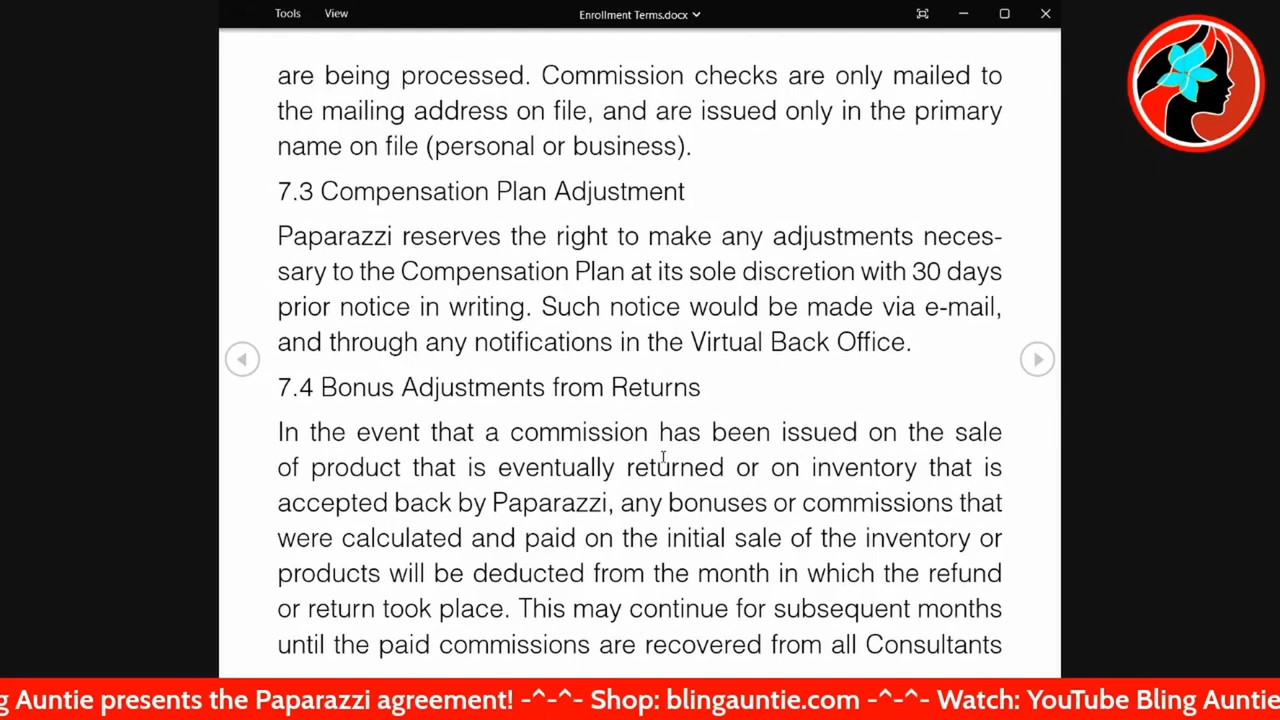 Tools View Enrollment Terms.docx
are being processed. Commission checks are only mailed to
the mailing address on file, and are issued only in the primary
name on file (personal or business).
7.3 Compensation Plan Adjustment
Paparazzi reserves the right to make any adjustments neces-
sary to the Compensation Plan at its sole discretion with 30 days
prior notice in writing. Such notice would be made via e-mail,
and through any notifications in the Virtual Back Office.
7.4 Bonus Adjustments from Returns
In the event that a commission has been issued on the sale
of product that is eventually returned or on inventory that is
accepted back by Paparazzi, any bonuses or commissions that
were calculated and paid on the initial sale of the inventory or
products will be deducted from the month in which the refund
or return took place. This may continue for subsequent months
until the paid commissions are recovered from all Consultants
g Auntie presents the Paparazzi agreement! -^-^- Shop: blingauntie.com -^-^- Watch: YouTube Bling Auntie